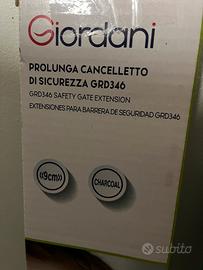 Giordani
PROLUNGA CANCELLETTO
DI SICUREZZA GRD346
GRD346 SAFETY GATE EXTENSION
EXTENSIONES PARA BARRERA DE SEGURIDAD GRD346
((9cm))
CHARCOAL
subito